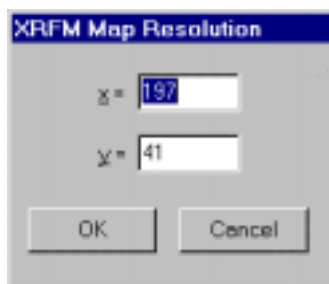 XRFM Map Resolution
x = 197
y = 41
OK Cancel